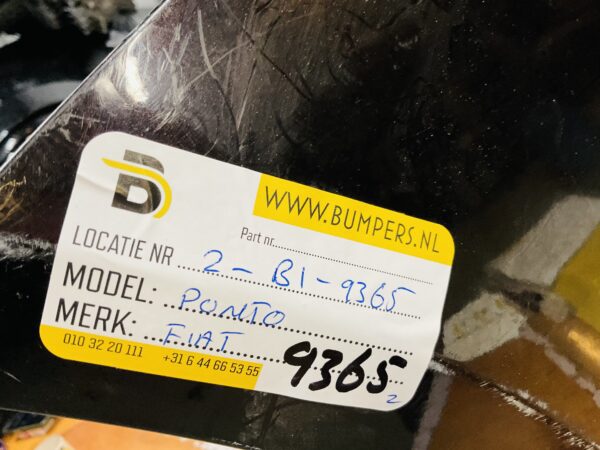 B
WWW.BUMPERS.NL
Part nr.
LOCATIE NR 2-B1-9365
MODEL: PONTO
MERK: FIAT
010 32 20 111 +31 6 44 66 53 55
9365
2